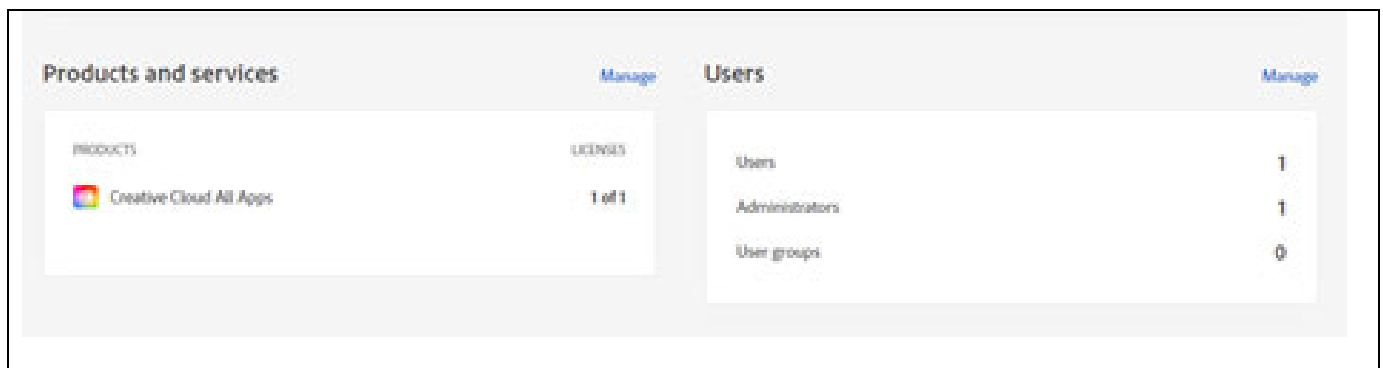 Products and services
Manage
PRODUCTS LICENSES
Creative Cloud All Apps 1 of 1
Users
Manage
Users 1
Administrators 1
User groups 0